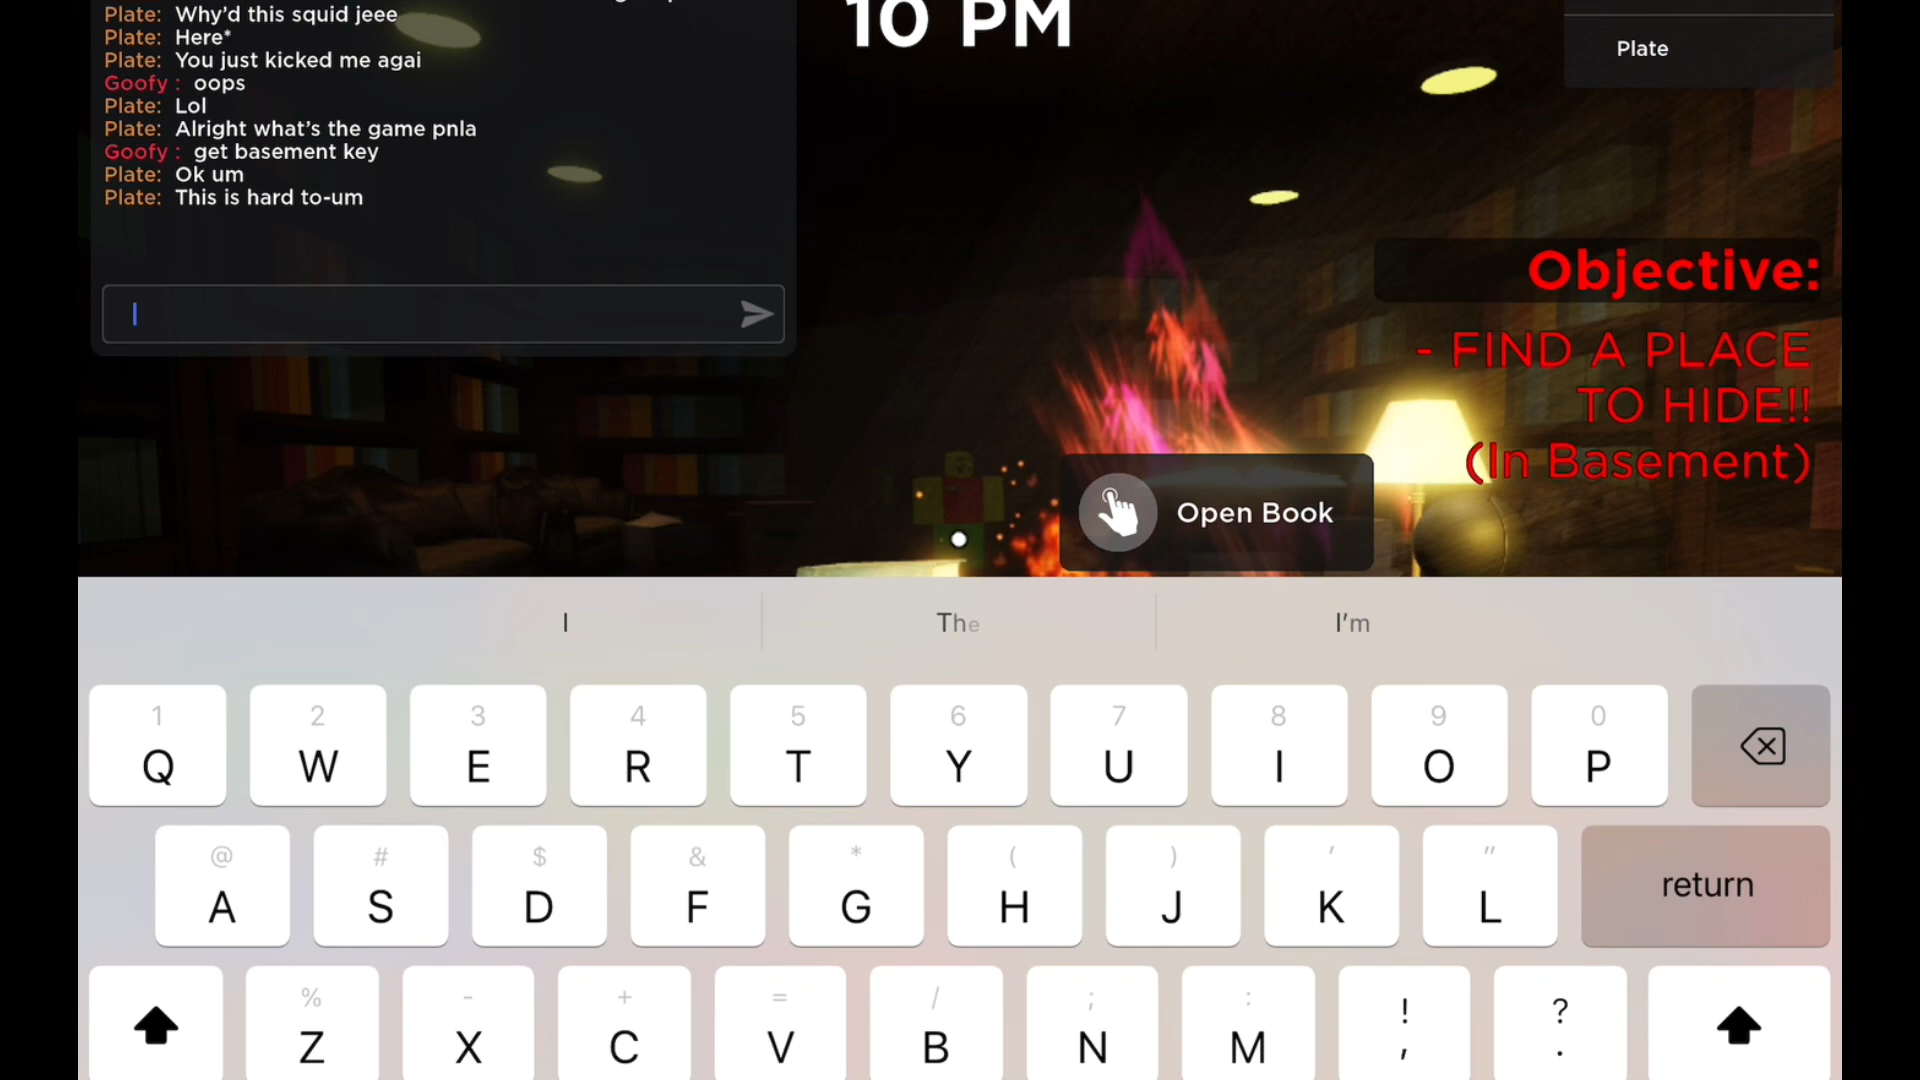 Plate: Why'd this squid jeee
Plate: Here*
Plate: You just kicked me agai
Goofy : oops
Plate: Lol
Plate: Alright what's the game pnla
Goofy : get basement key
Plate: Ok um
Plate: This is hard to-um
10 PM
Plate
Objective:
- FIND A PLACE
TO HIDE!!
(In Basement)
Open Book
I The I'm
1 2 3 4 5 6 7 8 9 0
Q W E R T Y U I O P
@ # $ & * ( ) ' "
A S D F G H J K L return
% - + = / ; : ! ?
Z X C V B N M , .